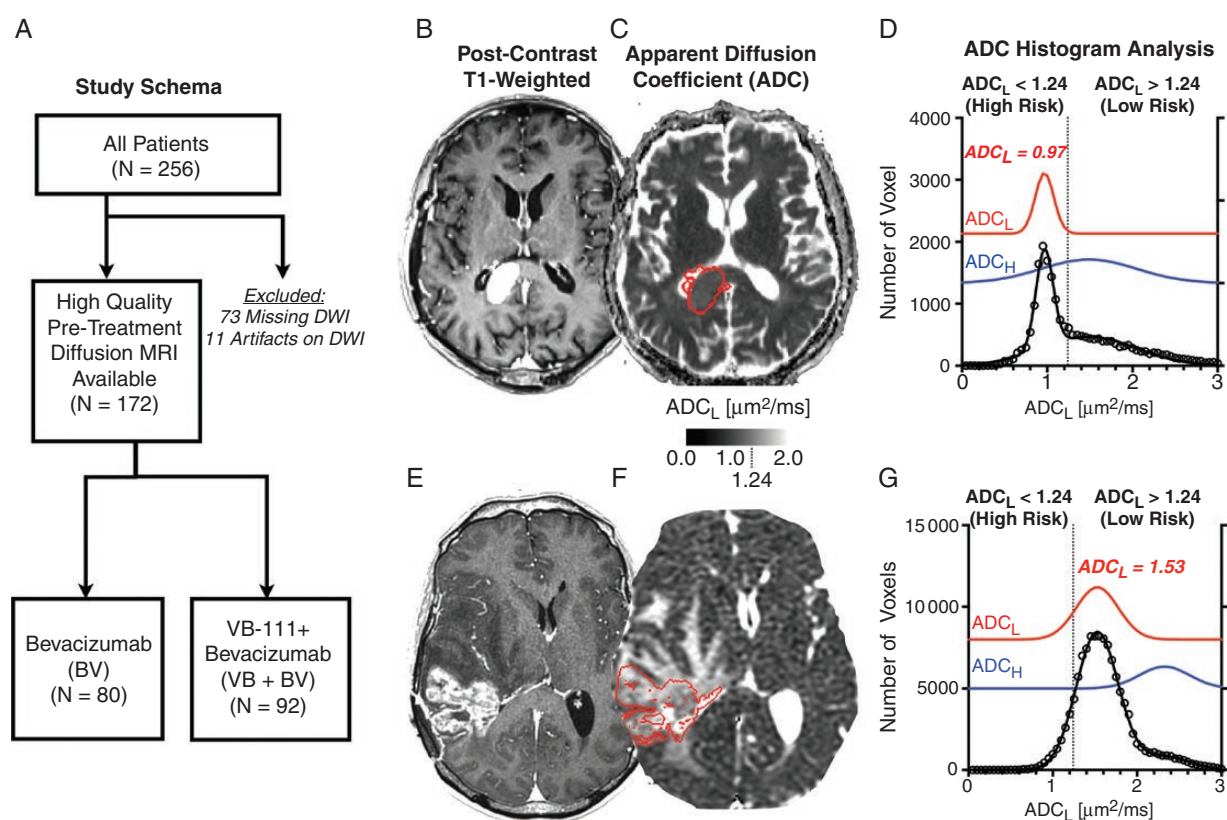 A
Study Schema
All Patients
(N = 256)
Excluded:
73 Missing DWI
11 Artifacts on DWI
High Quality
Pre-Treatment
Diffusion MRI
Available
(N = 172)
Bevacizumab
(BV)
(N = 80)
VB-111+
Bevacizumab
(VB + BV)
(N = 92)
B
Post-Contrast
T1-Weighted
C
Apparent Diffusion
Coefficient (ADC)
ADCL [μm²/ms]
0.0 1.0 2.0
1.24
D
ADC Histogram Analysis
ADCL < 1.24
(High Risk)
ADCL > 1.24
(Low Risk)
Number of Voxel
4000
3000
2000
1000
0
ADCL = 0.97
ADCL
ADCH
0 1 2 3
ADCL [μm²/ms]
E
F
G
ADCL < 1.24
(High Risk)
ADCL > 1.24
(Low Risk)
Number of Voxels
15 000
10 000
5000
0
ADCL = 1.53
ADCL
ADCH
0 1 2 3
ADCL [μm²/ms]